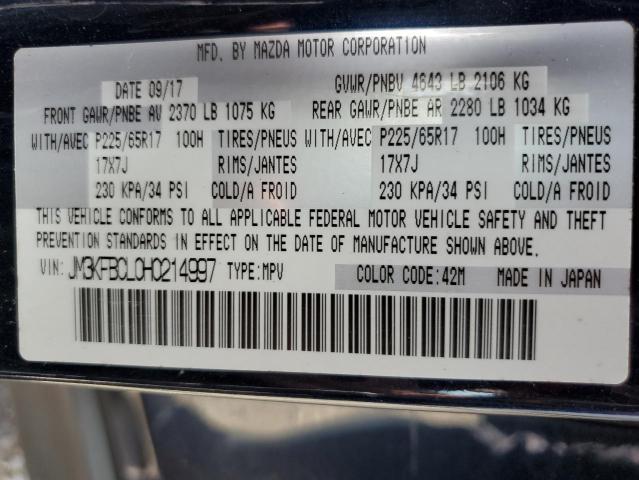 MFD. BY MAZDA MOTOR CORPORATION
DATE 09/17 GVWR/PNBV 4643 LB 2106 KG
FRONT GAWR/PNBE AV 2370 LB 1075 KG REAR GAWR/PNBE AR 2280 LB 1034 KG
WITH/AVEC P225/65R17 100H TIRES/PNEUS WITH/AVEC P225/65R17 100H TIRES/PNEUS
17X7J RIMS/JANTES 17X7J RIMS/JANTES
230 KPA/34 PSI COLD/A FROID 230 KPA/34 PSI COLD/A FROID
THIS VEHICLE CONFORMS TO ALL APPLICABLE FEDERAL MOTOR VEHICLE SAFETY AND THEFT
PREVENTION STANDARDS IN EFFECT ON THE DATE OF MANUFACTURE SHOWN ABOVE.
VIN: JM3KFBCL0H0214997 TYPE:MPV COLOR CODE:42M MADE IN JAPAN